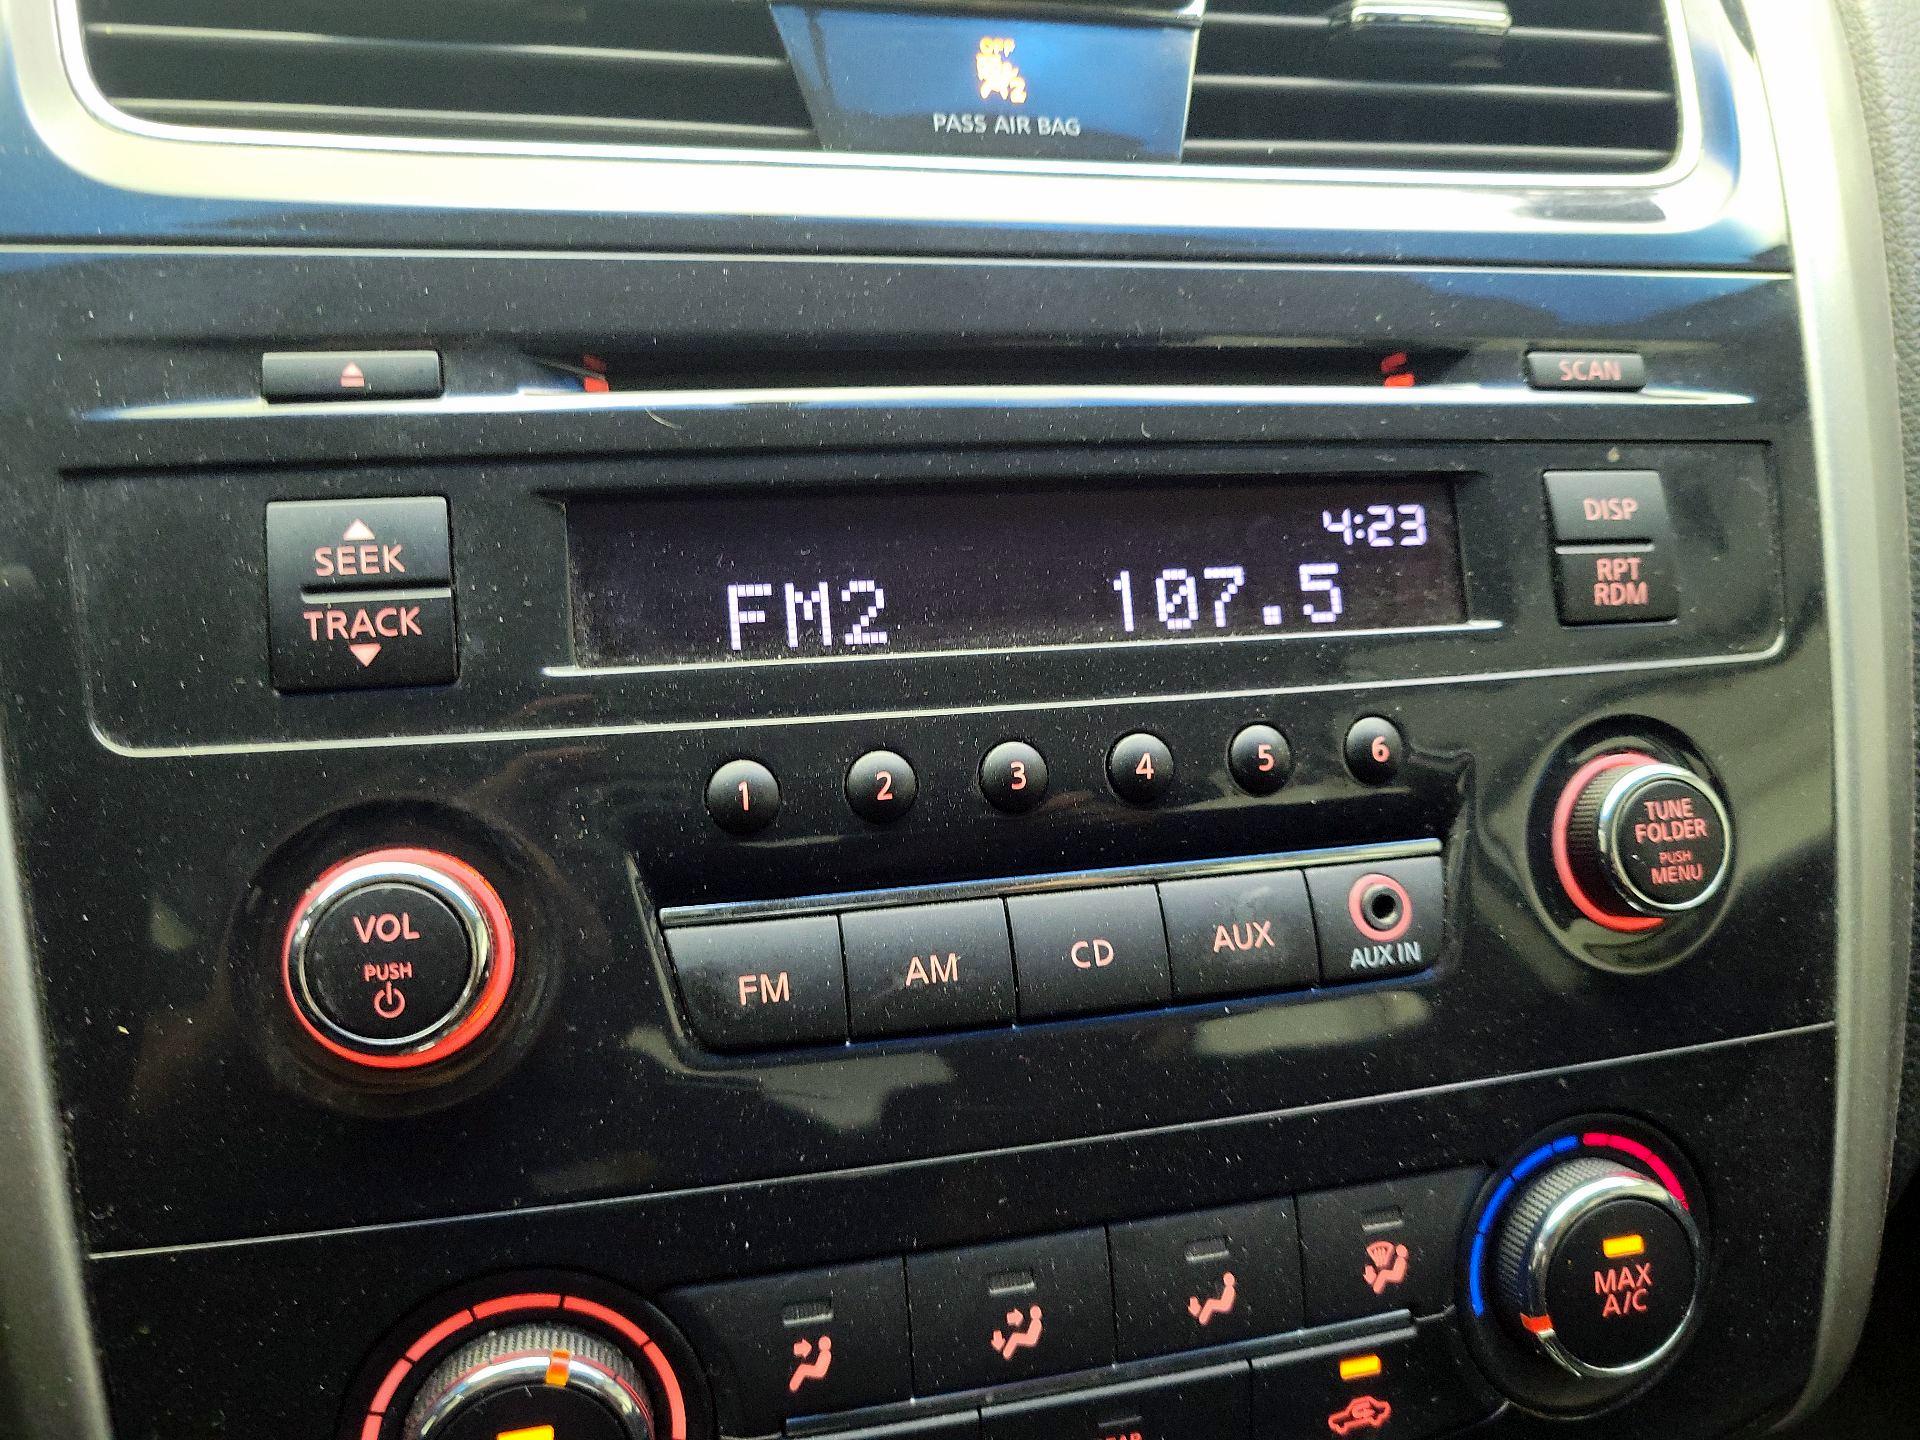 OFF
PASS AIR BAG
SCAN
SEEK
TRACK
4:23
FM2 107.5
DISP
RPT
RDM
1 2 3 4 5 6
VOL
PUSH
TUNE
FOLDER
PUSH
MENU
FM AM CD AUX
AUX IN
MAX
A/C